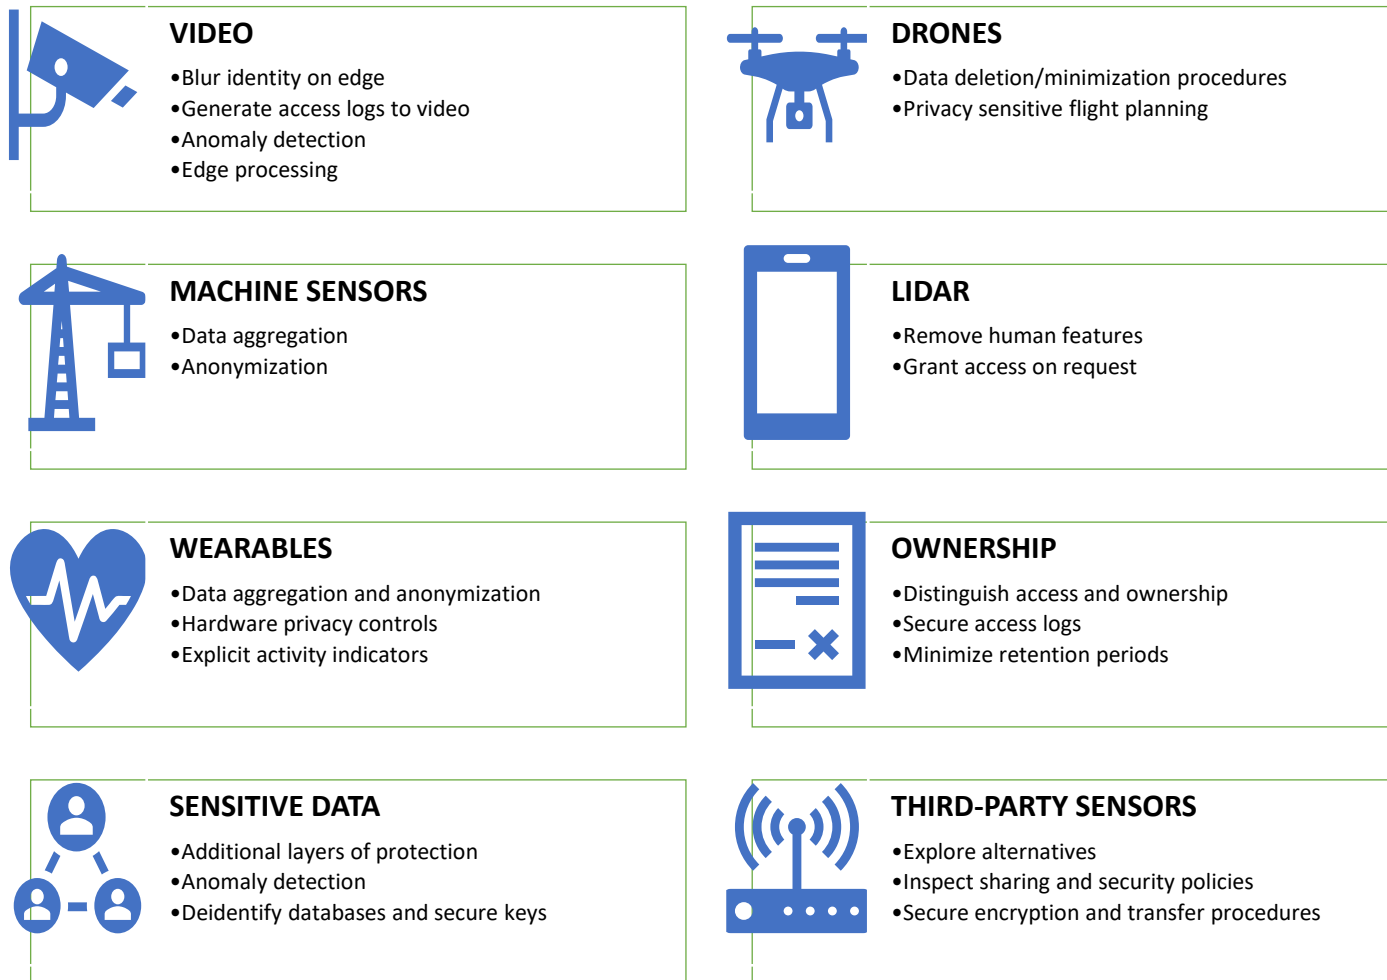 VIDEO
•Blur identity on edge
•Generate access logs to video
•Anomaly detection
•Edge processing
DRONES
•Data deletion/minimization procedures
•Privacy sensitive flight planning
MACHINE SENSORS
•Data aggregation
•Anonymization
LIDAR
•Remove human features
•Grant access on request
WEARABLES
•Data aggregation and anonymization
•Hardware privacy controls
•Explicit activity indicators
OWNERSHIP
•Distinguish access and ownership
•Secure access logs
•Minimize retention periods
SENSITIVE DATA
•Additional layers of protection
•Anomaly detection
•Deidentify databases and secure keys
THIRD-PARTY SENSORS
•Explore alternatives
•Inspect sharing and security policies
•Secure encryption and transfer procedures